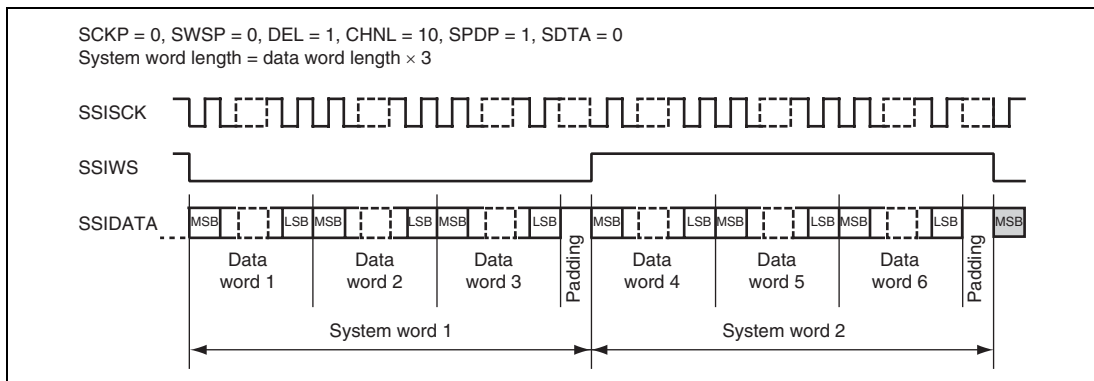 SCKP = 0, SWSP = 0, DEL = 1, CHNL = 10, SPDP = 1, SDTA = 0
System word length = data word length × 3
SSISCK
SSIWS
SSIDATA
MSB LSB MSB LSB MSB LSB MSB LSB MSB LSB MSB LSB MSB
Data word 1
Data word 2
Data word 3
Padding
Data word 4
Data word 5
Data word 6
Padding
System word 1
System word 2